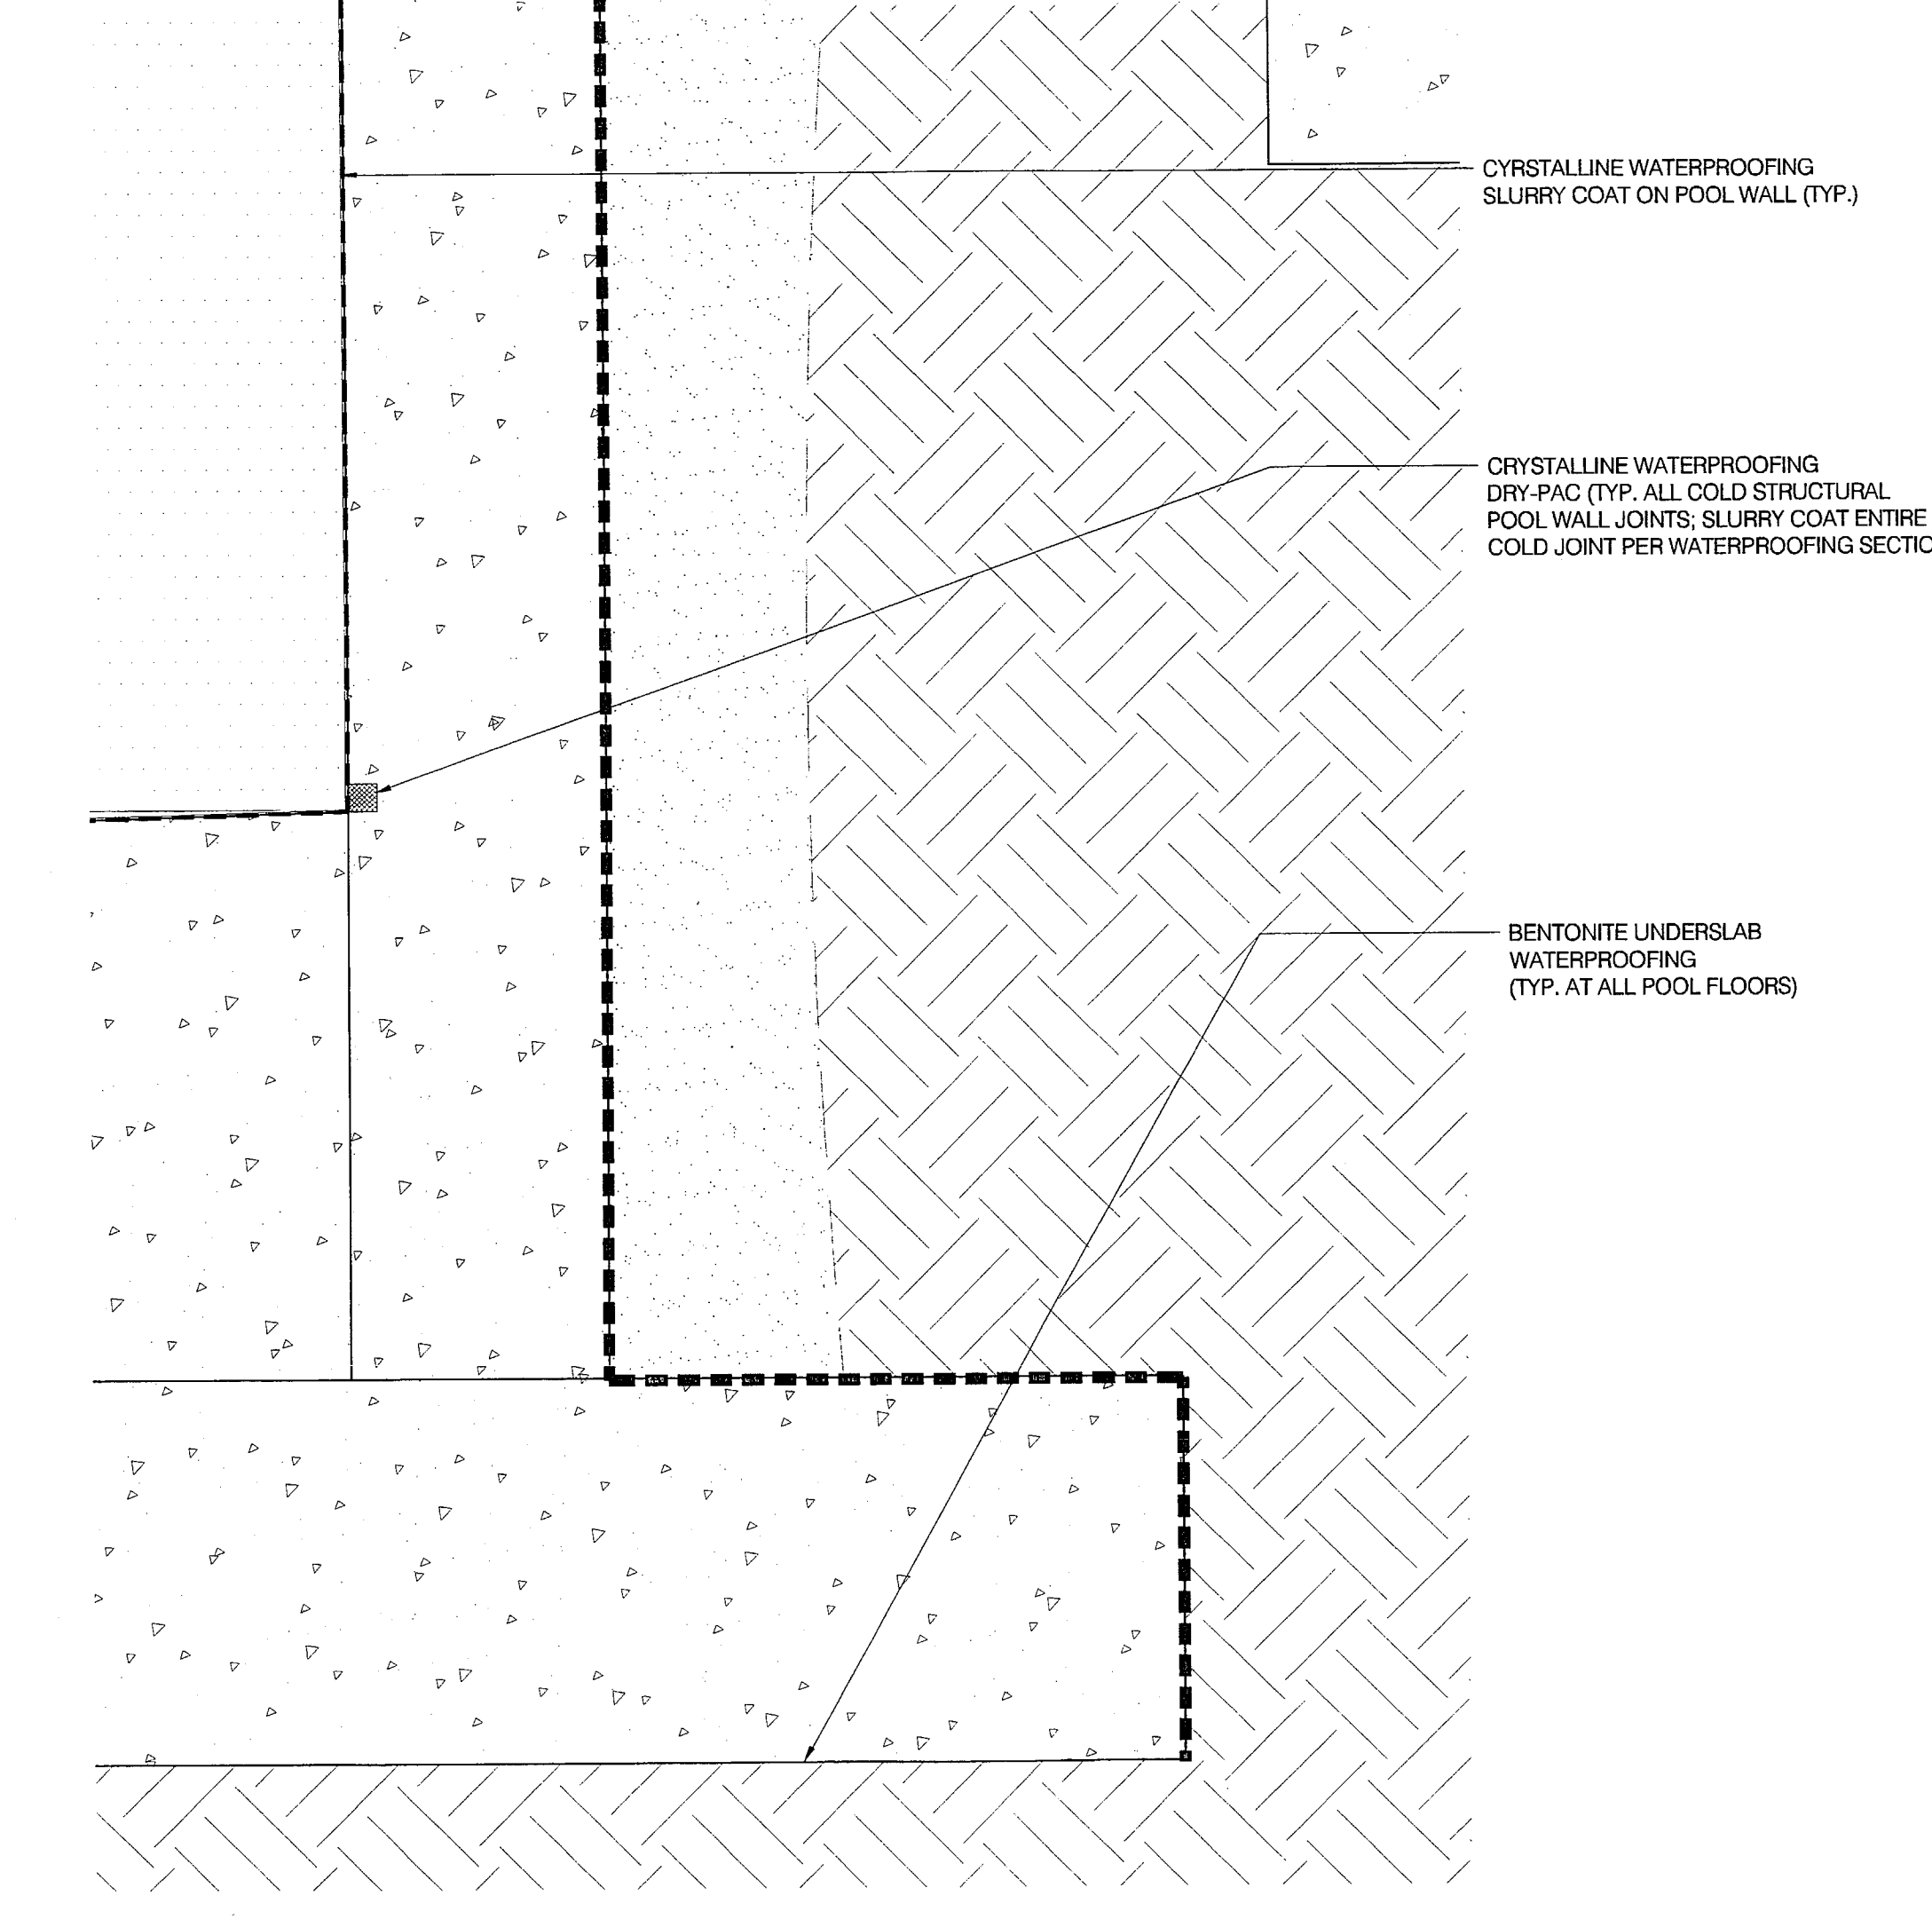 CYRSTALLINE WATERPROOFING
SLURRY COAT ON POOL WALL (TYP.)
CRYSTALLINE WATERPROOFING
DRY-PAC (TYP. ALL COLD STRUCTURAL
POOL WALL JOINTS; SLURRY COAT ENTIRE
COLD JOINT PER WATERPROOFING SECTIO
BENTONITE UNDERSLAB
WATERPROOFING
(TYP. AT ALL POOL FLOORS)